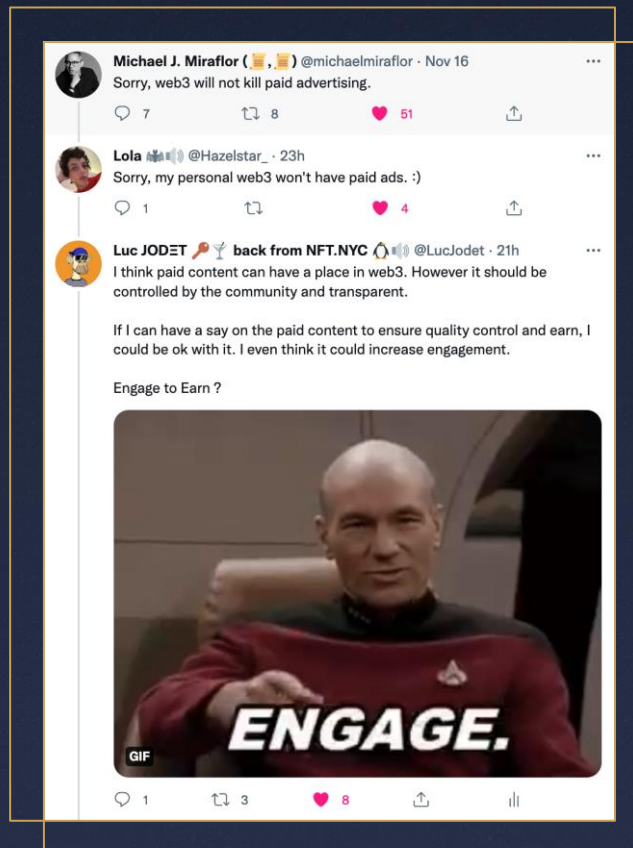 Michael J. Miraflor (📜,📜) @michaelmiraflor · Nov 16
Sorry, web3 will not kill paid advertising.
7 8 51
Lola 🦇🔊 @Hazelstar_ · 23h
Sorry, my personal web3 won't have paid ads. :)
1 4
Luc JODΞT 🔑🍸 back from NFT.NYC 🐧🔊 @LucJodet · 21h
I think paid content can have a place in web3. However it should be
controlled by the community and transparent.
If I can have a say on the paid content to ensure quality control and earn, I
could be ok with it. I even think it could increase engagement.
Engage to Earn ?
ENGAGE.
GIF
1 3 8